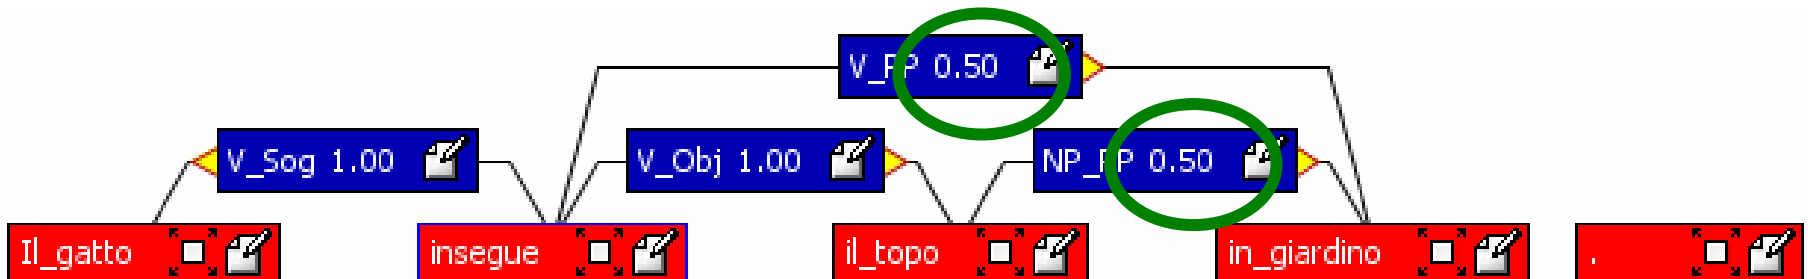 V_PP 0.50
V_Sog 1.00 V_Obj 1.00 NP_PP 0.50
Il_gatto insegue il_topo in_giardino .